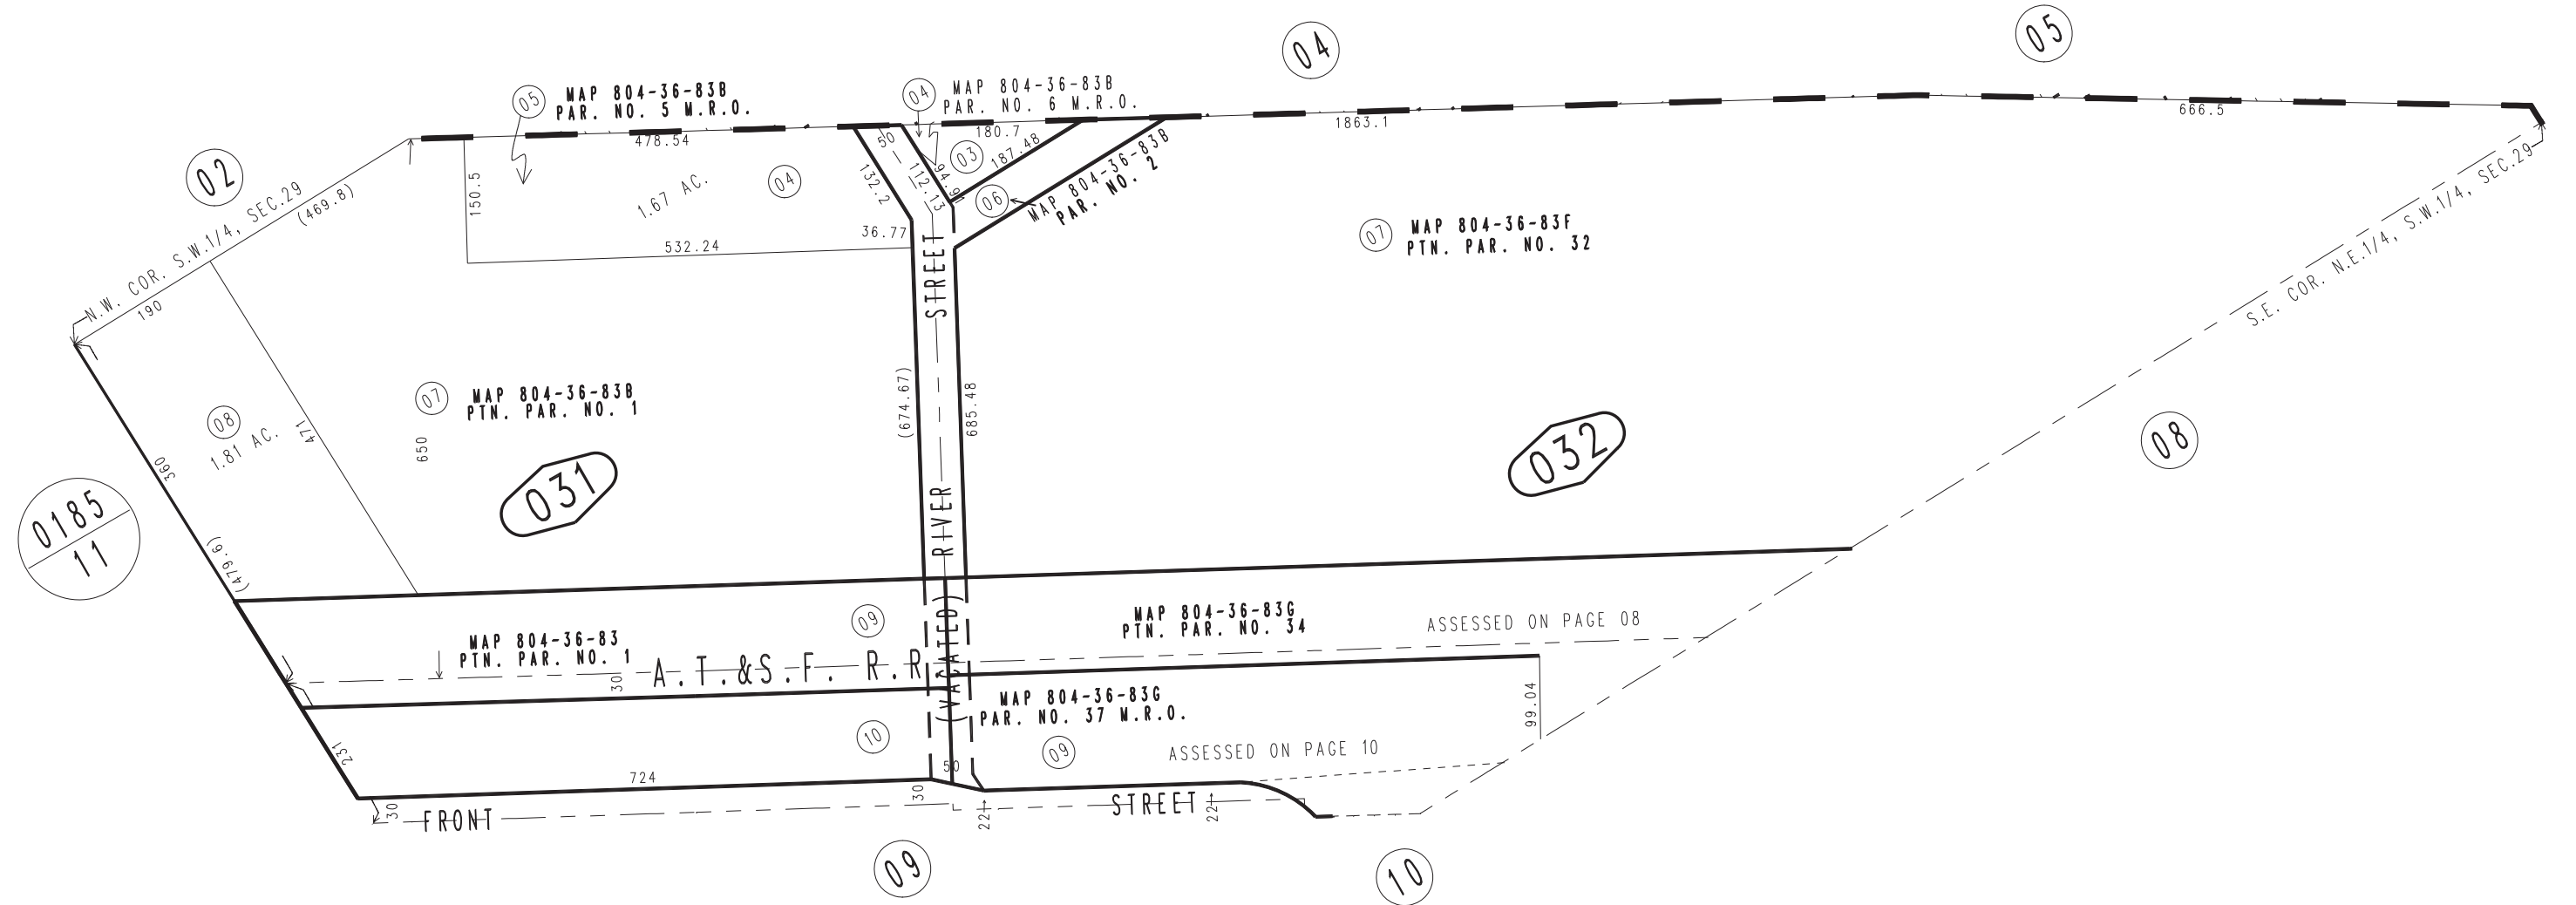 04
05
05
MAP 804-36-83B
PAR. NO. 5 M.R.O.
04
MAP 804-36-83B
PAR. NO. 6 M.R.O.
478.54
50
180.7
1863.1
666.5
02
N.W. COR. S.W.1/4, SEC.29
(469.8)
190
150.5
1.67 AC.
04
132.2
112.13
94.91
03
187.48
06
MAP 804-36-83B
PAR. NO. 2
36.77
532.24
07
MAP 804-36-83F
PTN. PAR. NO. 32
S.E. COR. N.E.1/4, S.W.1/4, SEC.29
07
MAP 804-36-83B
PTN. PAR. NO. 1
650
08
1.81 AC.
471
360
(479.6)
0185
11
031
(674.67)
RIVER STREET
685.48
032
08
09
MAP 804-36-83
PTN. PAR. NO. 1
30
A.T.&S.F. R.R
(VACATED)
MAP 804-36-83G
PTN. PAR. NO. 34
ASSESSED ON PAGE 08
MAP 804-36-83G
PAR. NO. 37 M.R.O.
99.04
10
09
ASSESSED ON PAGE 10
231
724
50
30
30
FRONT
22
STREET
22
09
10